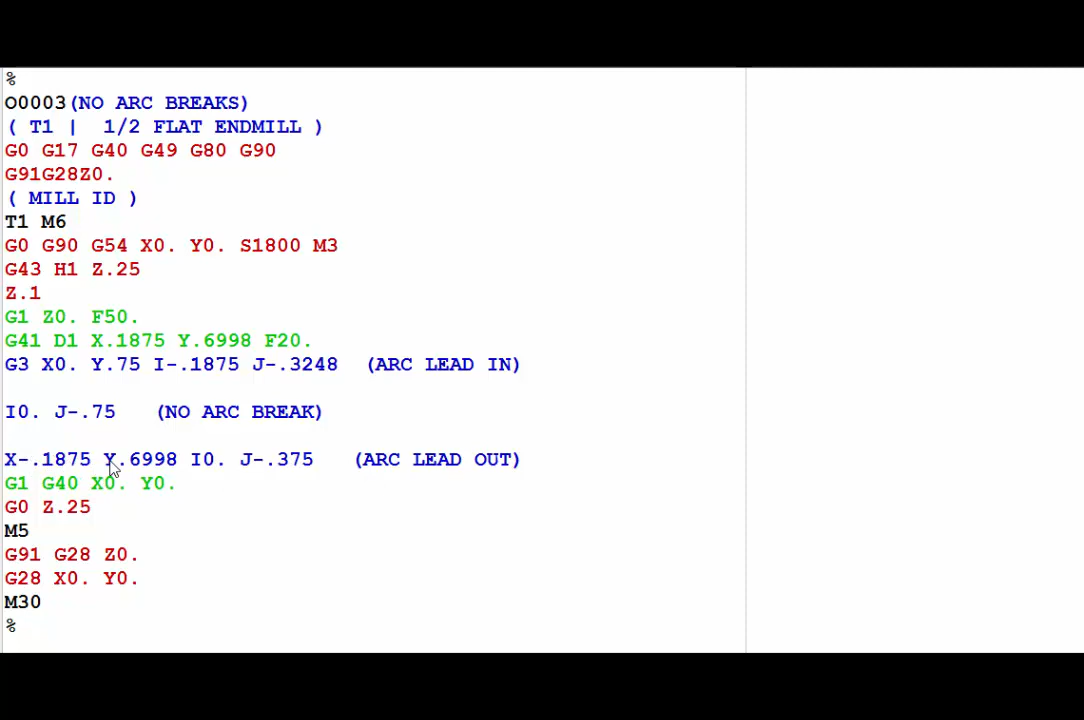 %
O0003(NO ARC BREAKS)
( T1 |  1/2 FLAT ENDMILL )
G0 G17 G40 G49 G80 G90
G91G28Z0.
( MILL ID )
T1 M6
G0 G90 G54 X0. Y0. S1800 M3
G43 H1 Z.25
Z.1
G1 Z0. F50.
G41 D1 X.1875 Y.6998 F20.
G3 X0. Y.75 I-.1875 J-.3248  (ARC LEAD IN)
I0. J-.75   (NO ARC BREAK)
X-.1875 Y.6998 I0. J-.375   (ARC LEAD OUT)
G1 G40 X0. Y0.
G0 Z.25
M5
G91 G28 Z0.
G28 X0. Y0.
M30
%